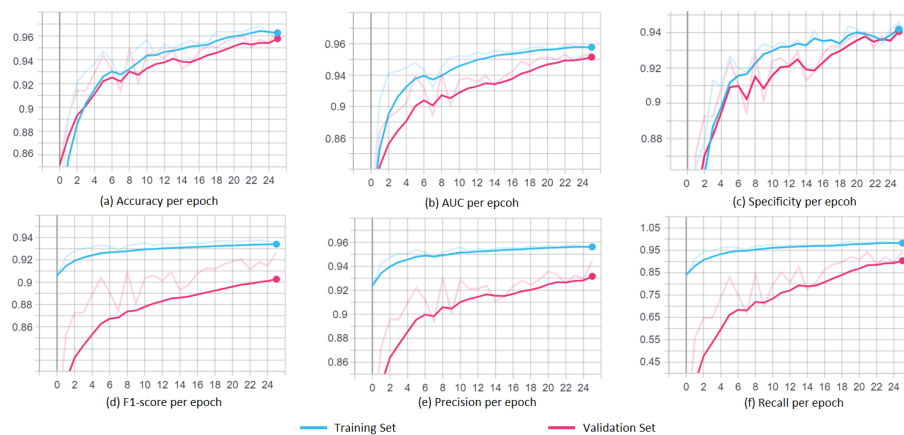 0.96
0.94
0.92
0.9
0.88
0.86
0 2 4 6 8 10 12 14 16 18 20 22 24
(a) Accuracy per epoch
0.96
0.94
0.9
0.86
0 2 4 6 8 10 12 14 16 18 20 22 24
(b) AUC per epcoh
0.94
0.92
0.9
0.88
0 2 4 6 8 10 12 14 16 18 20 22 24
(c) Specificity per epcoh
0.94
0.92
0.9
0.88
0.86
0 2 4 6 8 10 12 14 16 18 20 22 24
(d) F1-score per epoch
0.96
0.94
0.92
0.9
0.88
0.86
0 2 4 6 8 10 12 14 16 18 20 22 24
(e) Precision per epoch
1.05
0.95
0.85
0.75
0.65
0.55
0.45
0 2 4 6 8 10 12 14 16 18 20 22 24
(f) Recall per epoch
Training Set
Validation Set